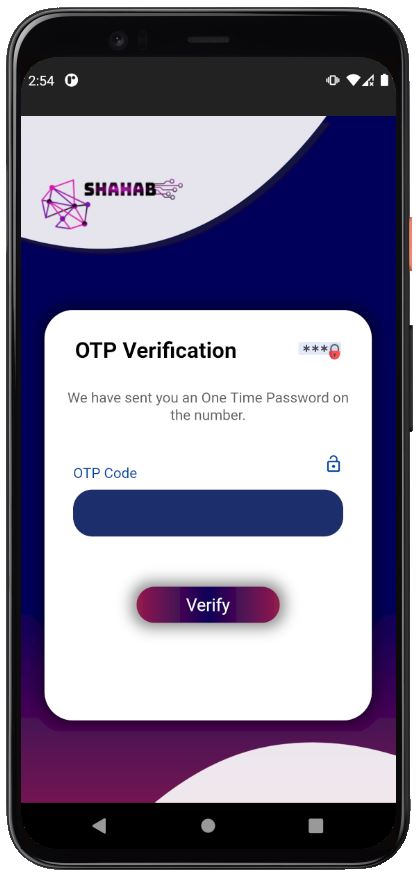 2:54
SHAHAB
OTP Verification
***
We have sent you an One Time Password on
the number.
OTP Code
Verify